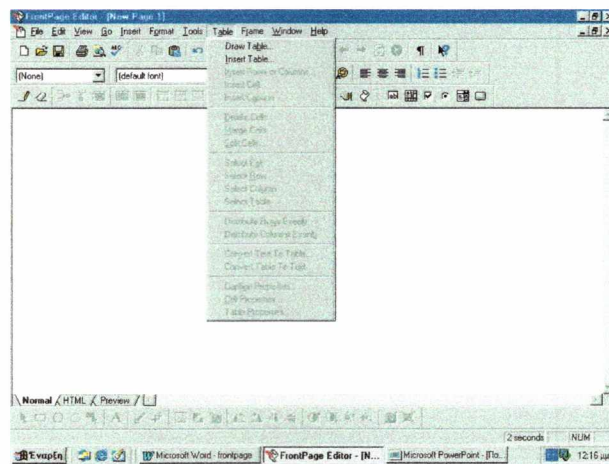 FrontPage Editor - [New Page 1]
File Edit View Go Insert Format Tools Table Frame Window Help
(None) (default font)
Draw Table...
Insert Table...
Insert Rows or Columns...
Insert Cell
Insert Caption
Delete Cells
Merge Cells
Split Cells
Select Cell
Select Row
Select Column
Select Table
Distribute Rows Evenly
Distribute Columns Evenly
Convert Text To Table...
Convert Table To Text
Caption Properties...
Cell Properties...
Table Properties...
Normal HTML Preview
2 seconds NUM
Έναρξη Microsoft Word - frontpage FrontPage Editor - [N... Microsoft PowerPoint - [Πα... 12:16 μμ